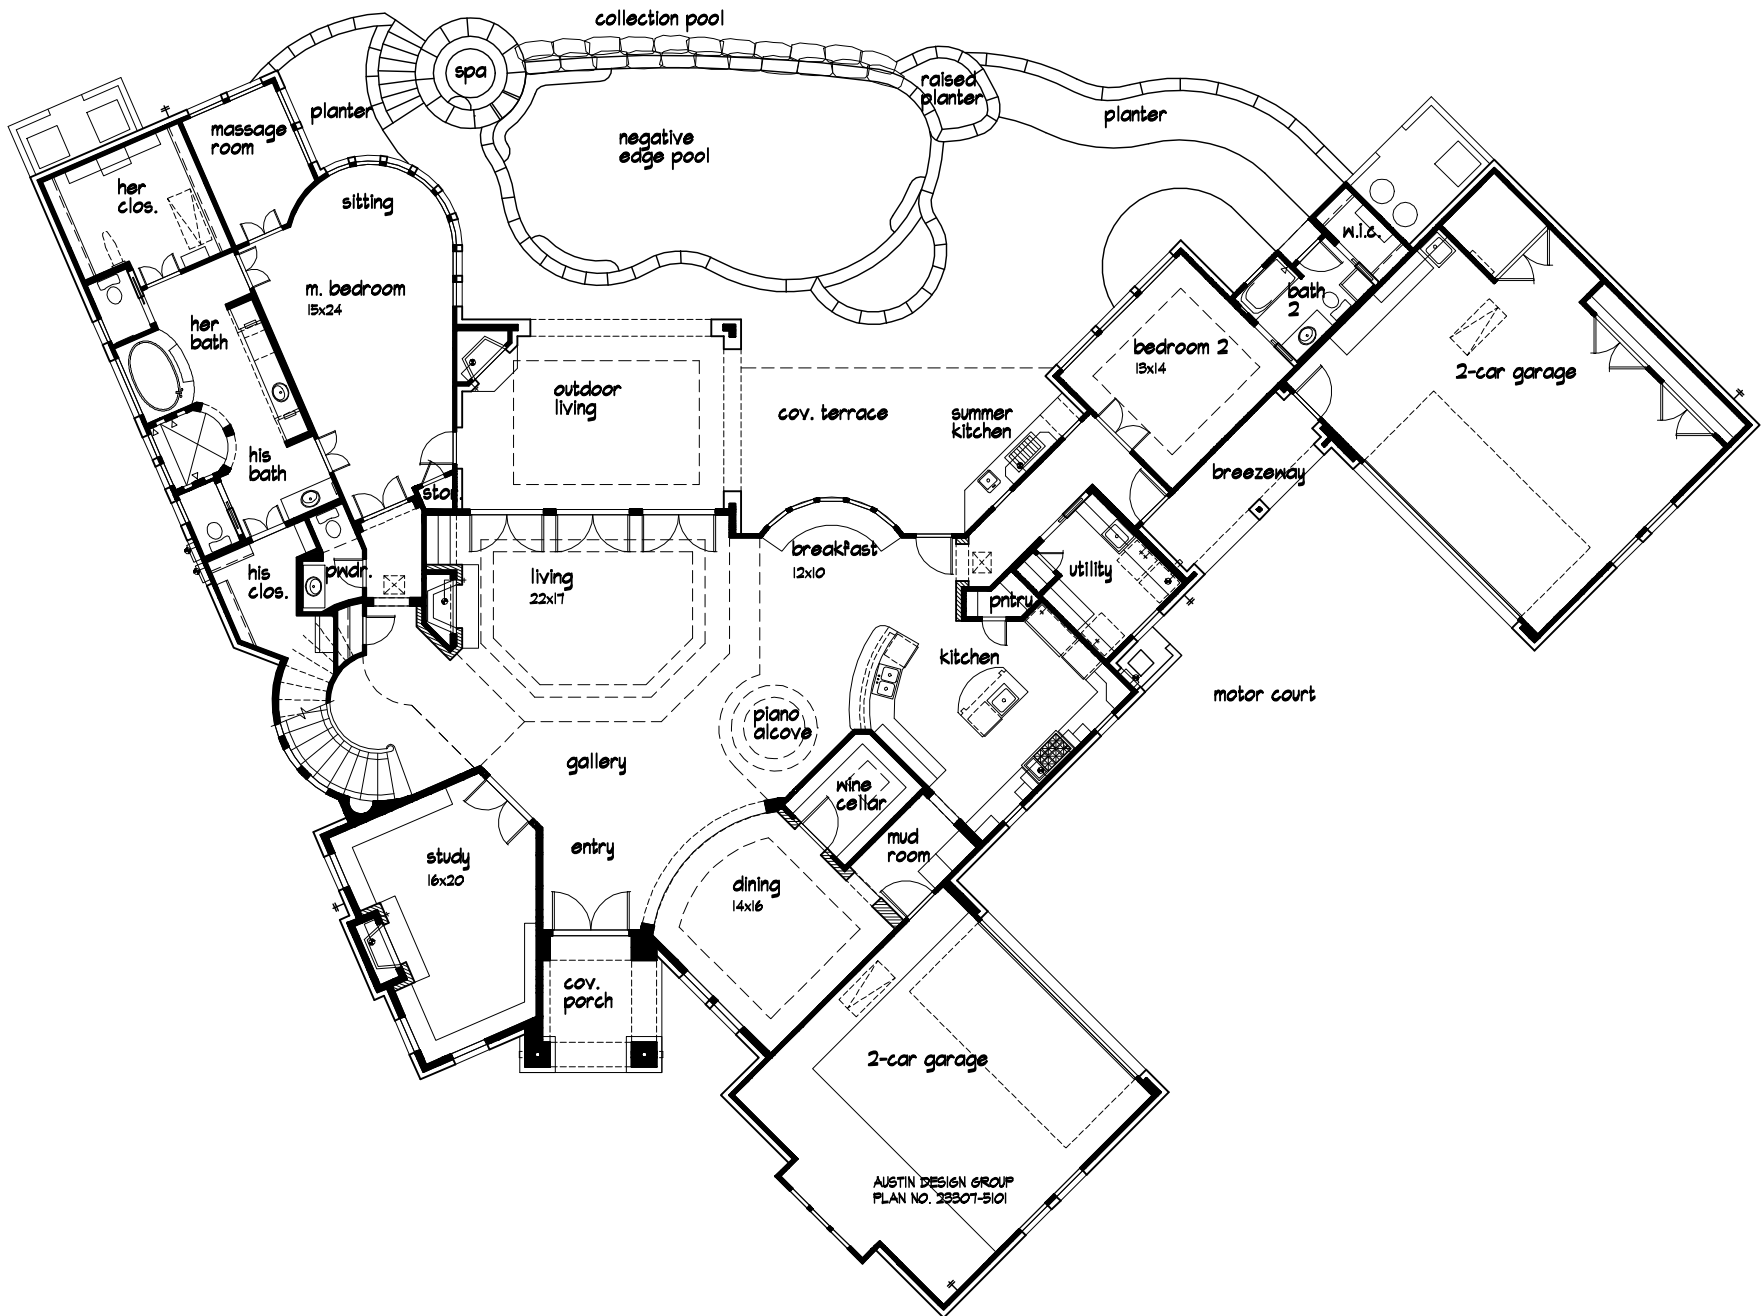 collection pool
spa
raised
planter
planter
planter
massage
room
negative
edge pool
her
clos.
sitting
w.i.c.
m. bedroom
15x24
bath
2
her
bath
bedroom 2
13x14
2-car garage
outdoor
living
cov. terrace
summer
kitchen
his
bath
breezeway
stor.
breakfast
12x10
living
22x17
his
clos.
pwdr.
utility
pntry
kitchen
motor court
piano
alcove
gallery
wine
cellar
entry
mud
room
study
16x20
dining
14x16
cov.
porch
2-car garage
AUSTIN DESIGN GROUP
PLAN NO. 23307-5101